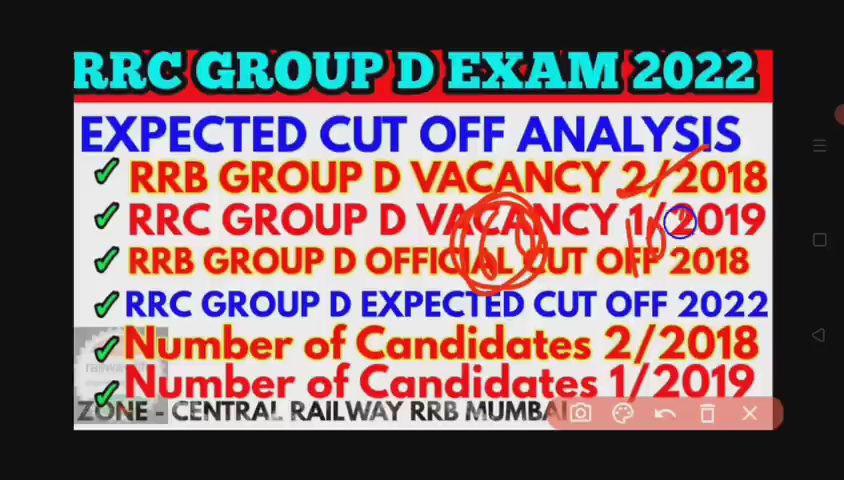 RRC GROUP D EXAM 2022
EXPECTED CUT OFF ANALYSIS
RRB GROUP D VACANCY 2/2018
RRC GROUP D VACANCY 1/2019
RRB GROUP D OFFICIAL CUT OFF 2018
RRC GROUP D EXPECTED CUT OFF 2022
Number of Candidates 2/2018
Number of Candidates 1/2019
ZONE - CENTRAL RAILWAY RRB MUMBAI